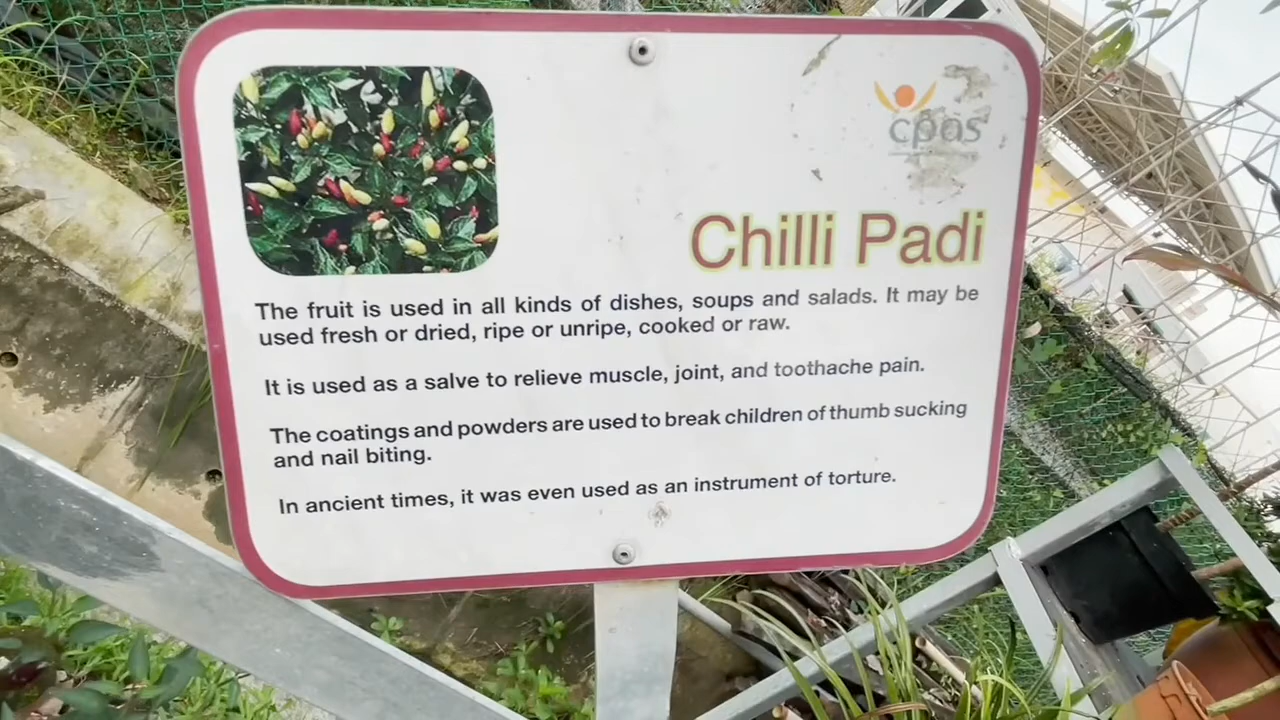 cpas
Chilli Padi
The fruit is used in all kinds of dishes, soups and salads. It may be
used fresh or dried, ripe or unripe, cooked or raw.
It is used as a salve to relieve muscle, joint, and toothache pain.
The coatings and powders are used to break children of thumb sucking
and nail biting.
In ancient times, it was even used as an instrument of torture.